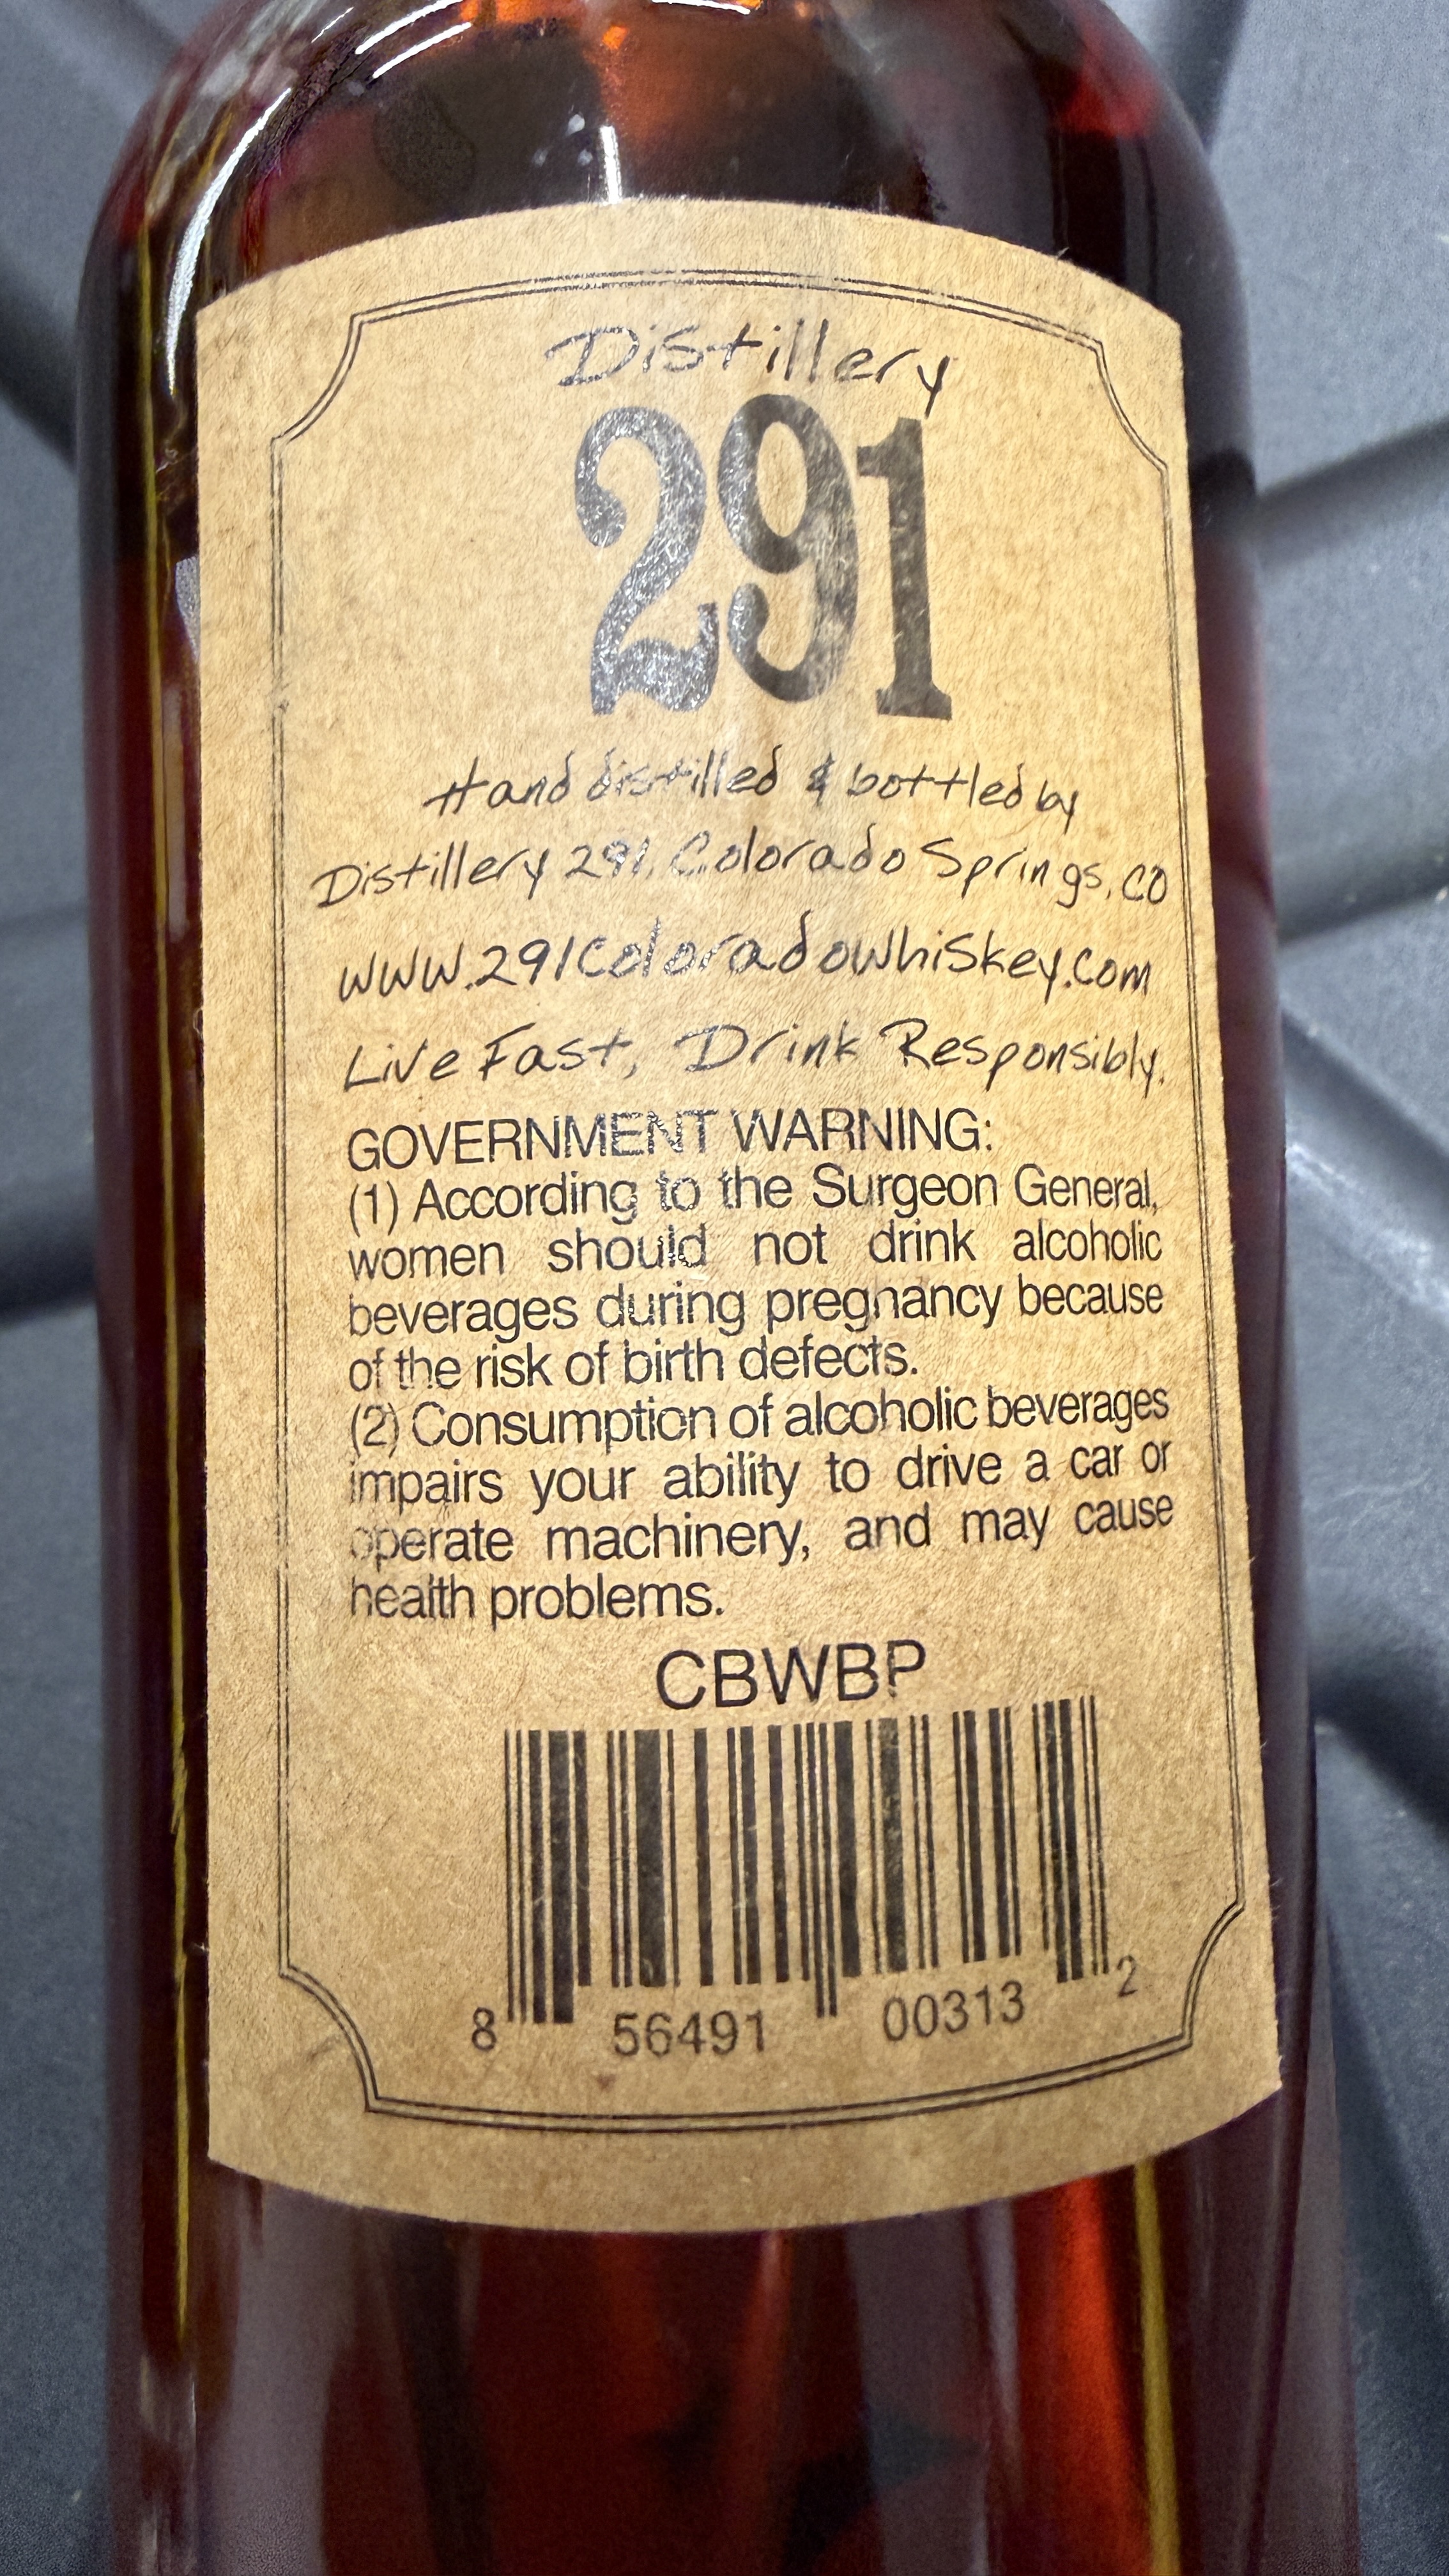 Distillery
291
Hand distilled & bottled by
Distillery 291, Colorado Springs, CO
www.291coloradowhiskey.com
Live Fast, Drink Responsibly.
GOVERNMENT WARNING:
(1) According to the Surgeon General,
women should not drink alcoholic
beverages during pregnancy because
of the risk of birth defects.
(2) Consumption of alcoholic beverages
impairs your ability to drive a car or
operate machinery, and may cause
health problems.
CBWBP
8 56491 00313 2